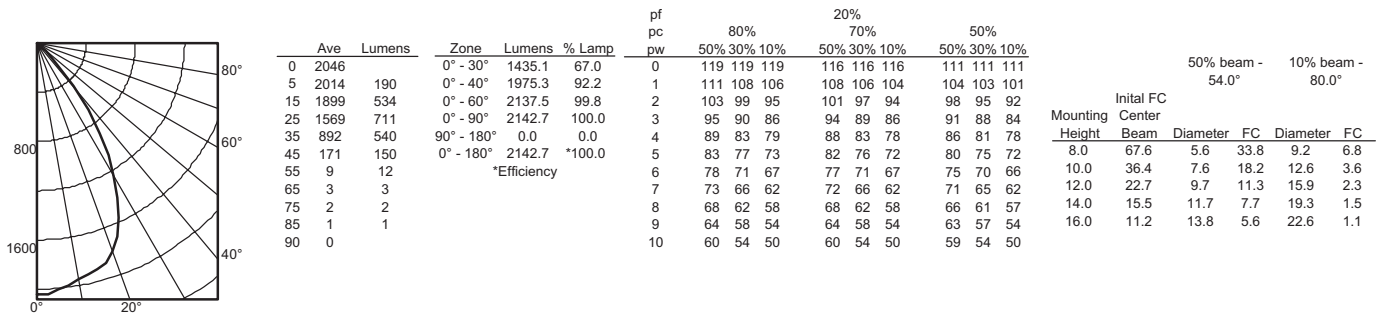 800
1600
0°
20°
40°
60°
80°
Ave Lumens
0 2046
5 2014 190
15 1899 534
25 1569 711
35 892 540
45 171 150
55 9 12
65 3 3
75 2 2
85 1 1
90 0
Zone Lumens % Lamp
0° - 30° 1435.1 67.0
0° - 40° 1975.3 92.2
0° - 60° 2137.5 99.8
0° - 90° 2142.7 100.0
90° - 180° 0.0 0.0
0° - 180° 2142.7 *100.0
*Efficiency
pf 20%
pc 80% 70% 50%
pw 50% 30% 10% 50% 30% 10% 50% 30% 10%
0 119 119 119 116 116 116 111 111 111
1 111 108 106 108 106 104 104 103 101
2 103 99 95 101 97 94 98 95 92
3 95 90 86 94 89 86 91 88 84
4 89 83 79 88 83 78 86 81 78
5 83 77 73 82 76 72 80 75 72
6 78 71 67 77 71 67 75 70 66
7 73 66 62 72 66 62 71 65 62
8 68 62 58 68 62 58 66 61 57
9 64 58 54 64 58 54 63 57 54
10 60 54 50 60 54 50 59 54 50
50% beam - 10% beam -
54.0° 80.0°
Inital FC
Mounting Center
Height Beam Diameter FC Diameter FC
8.0 67.6 5.6 33.8 9.2 6.8
10.0 36.4 7.6 18.2 12.6 3.6
12.0 22.7 9.7 11.3 15.9 2.3
14.0 15.5 11.7 7.7 19.3 1.5
16.0 11.2 13.8 5.6 22.6 1.1